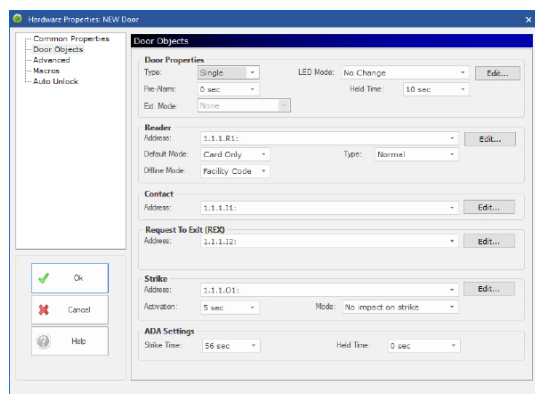 Hardware Properties: NEW Door
Common Properties
Door Objects
Advanced
Macros
Auto Unlock
Ok
Cancel
Help
Door Objects
Door Properties
Type: Single LED Mode: No Change Edit...
Pre-Alarm: 0 sec Held Time: 10 sec
Ext. Mode: None
Reader
Address: 1.1.1.R1: Edit...
Default Mode: Card Only Type: Normal
Offline Mode: Facility Code
Contact
Address: 1.1.1.I1: Edit...
Request To Exit (REX)
Address: 1.1.1.I2: Edit...
Strike
Address: 1.1.1.O1: Edit...
Activation: 5 sec Mode: No impact on strike
ADA Settings
Strike Time: 56 sec Held Time: 0 sec